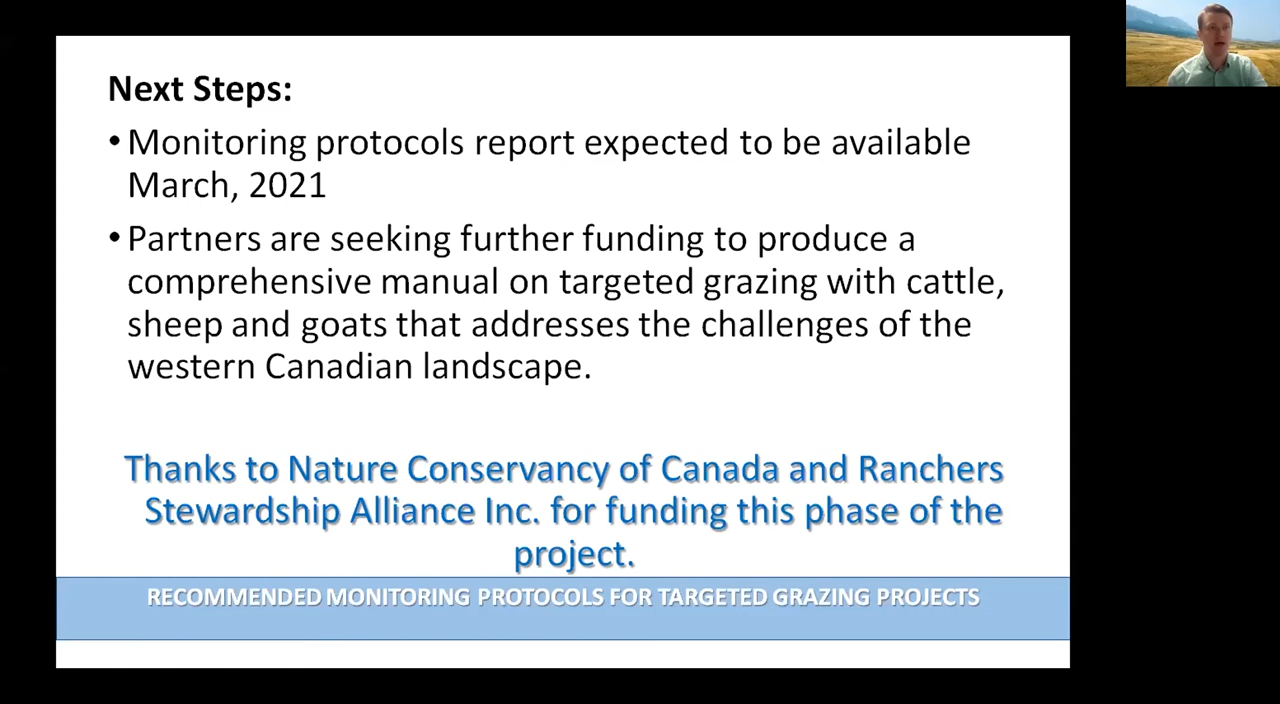 Next Steps:
•Monitoring protocols report expected to be available
March, 2021
•Partners are seeking further funding to produce a
comprehensive manual on targeted grazing with cattle,
sheep and goats that addresses the challenges of the
western Canadian landscape.
Thanks to Nature Conservancy of Canada and Ranchers
Stewardship Alliance Inc. for funding this phase of the
project.
RECOMMENDED MONITORING PROTOCOLS FOR TARGETED GRAZING PROJECTS